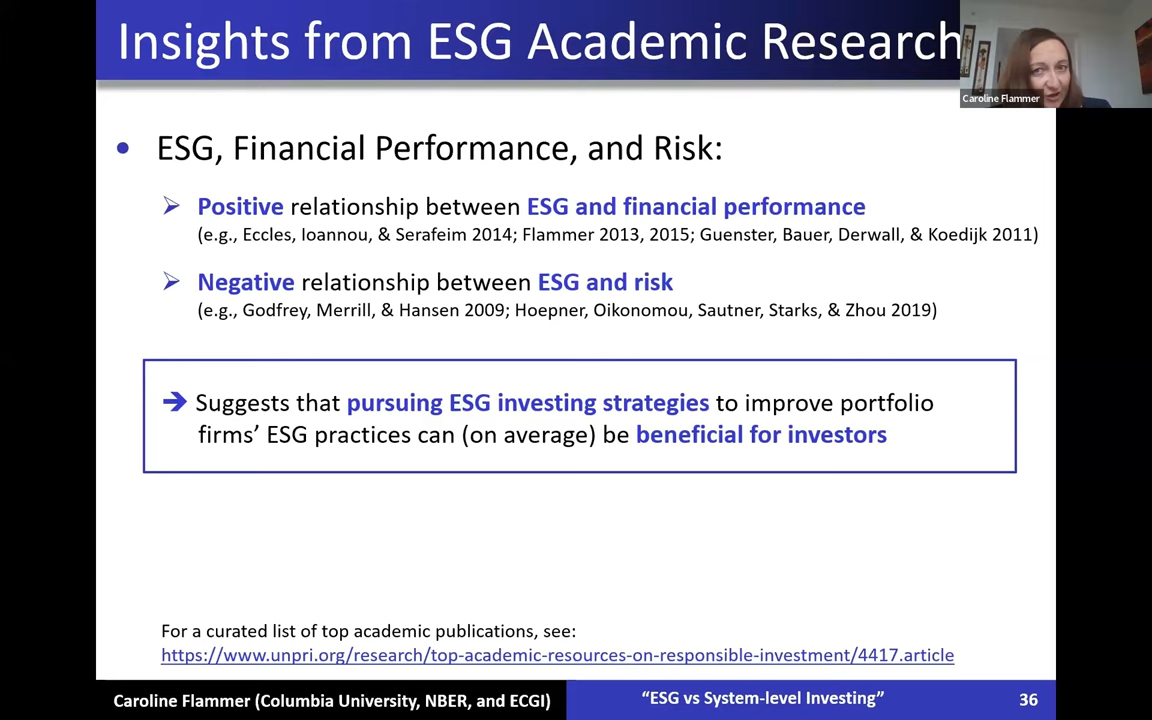 Insights from ESG Academic Research
Caroline Flammer
• ESG, Financial Performance, and Risk:
➢ Positive relationship between ESG and financial performance
(e.g., Eccles, Ioannou, & Serafeim 2014; Flammer 2013, 2015; Guenster, Bauer, Derwall, & Koedijk 2011)
➢ Negative relationship between ESG and risk
(e.g., Godfrey, Merrill, & Hansen 2009; Hoepner, Oikonomou, Sautner, Starks, & Zhou 2019)
➔ Suggests that pursuing ESG investing strategies to improve portfolio
firms’ ESG practices can (on average) be beneficial for investors
For a curated list of top academic publications, see:
https://www.unpri.org/research/top-academic-resources-on-responsible-investment/4417.article
Caroline Flammer (Columbia University, NBER, and ECGI)
“ESG vs System-level Investing”
36